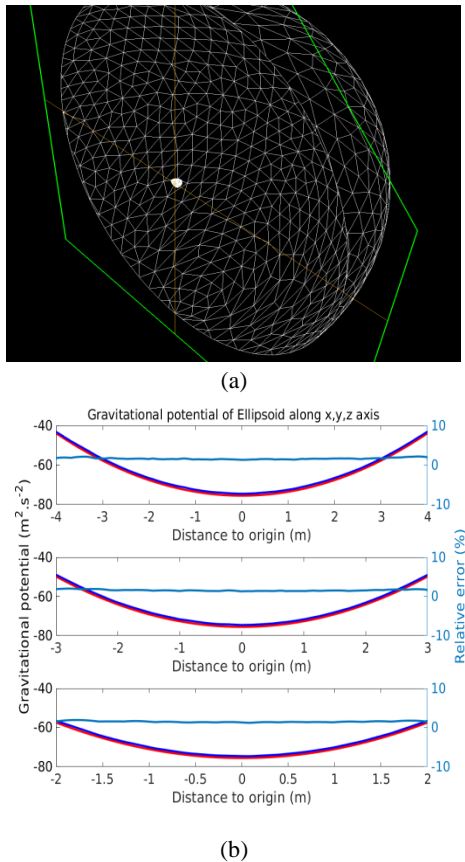 (a)
Gravitational potential of Ellipsoid along x,y,z axis
Gravitational potential (m².s⁻²)
-40
-60
-80
10
0
-10
-4 -3 -2 -1 0 1 2 3 4
Distance to origin (m)
-40
-60
-80
10
0
-10
-3 -2 -1 0 1 2 3
Distance to origin (m)
Relative error (%)
-40
-60
-80
10
0
-10
-2 -1.5 -1 -0.5 0 0.5 1 1.5 2
Distance to origin (m)
(b)